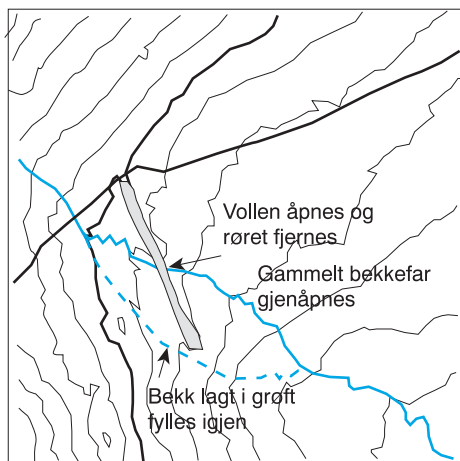 Vollen åpnes og
røret fjernes
Gammelt bekkefar
gjenåpnes
Bekk lagt i grøft
fylles igjen